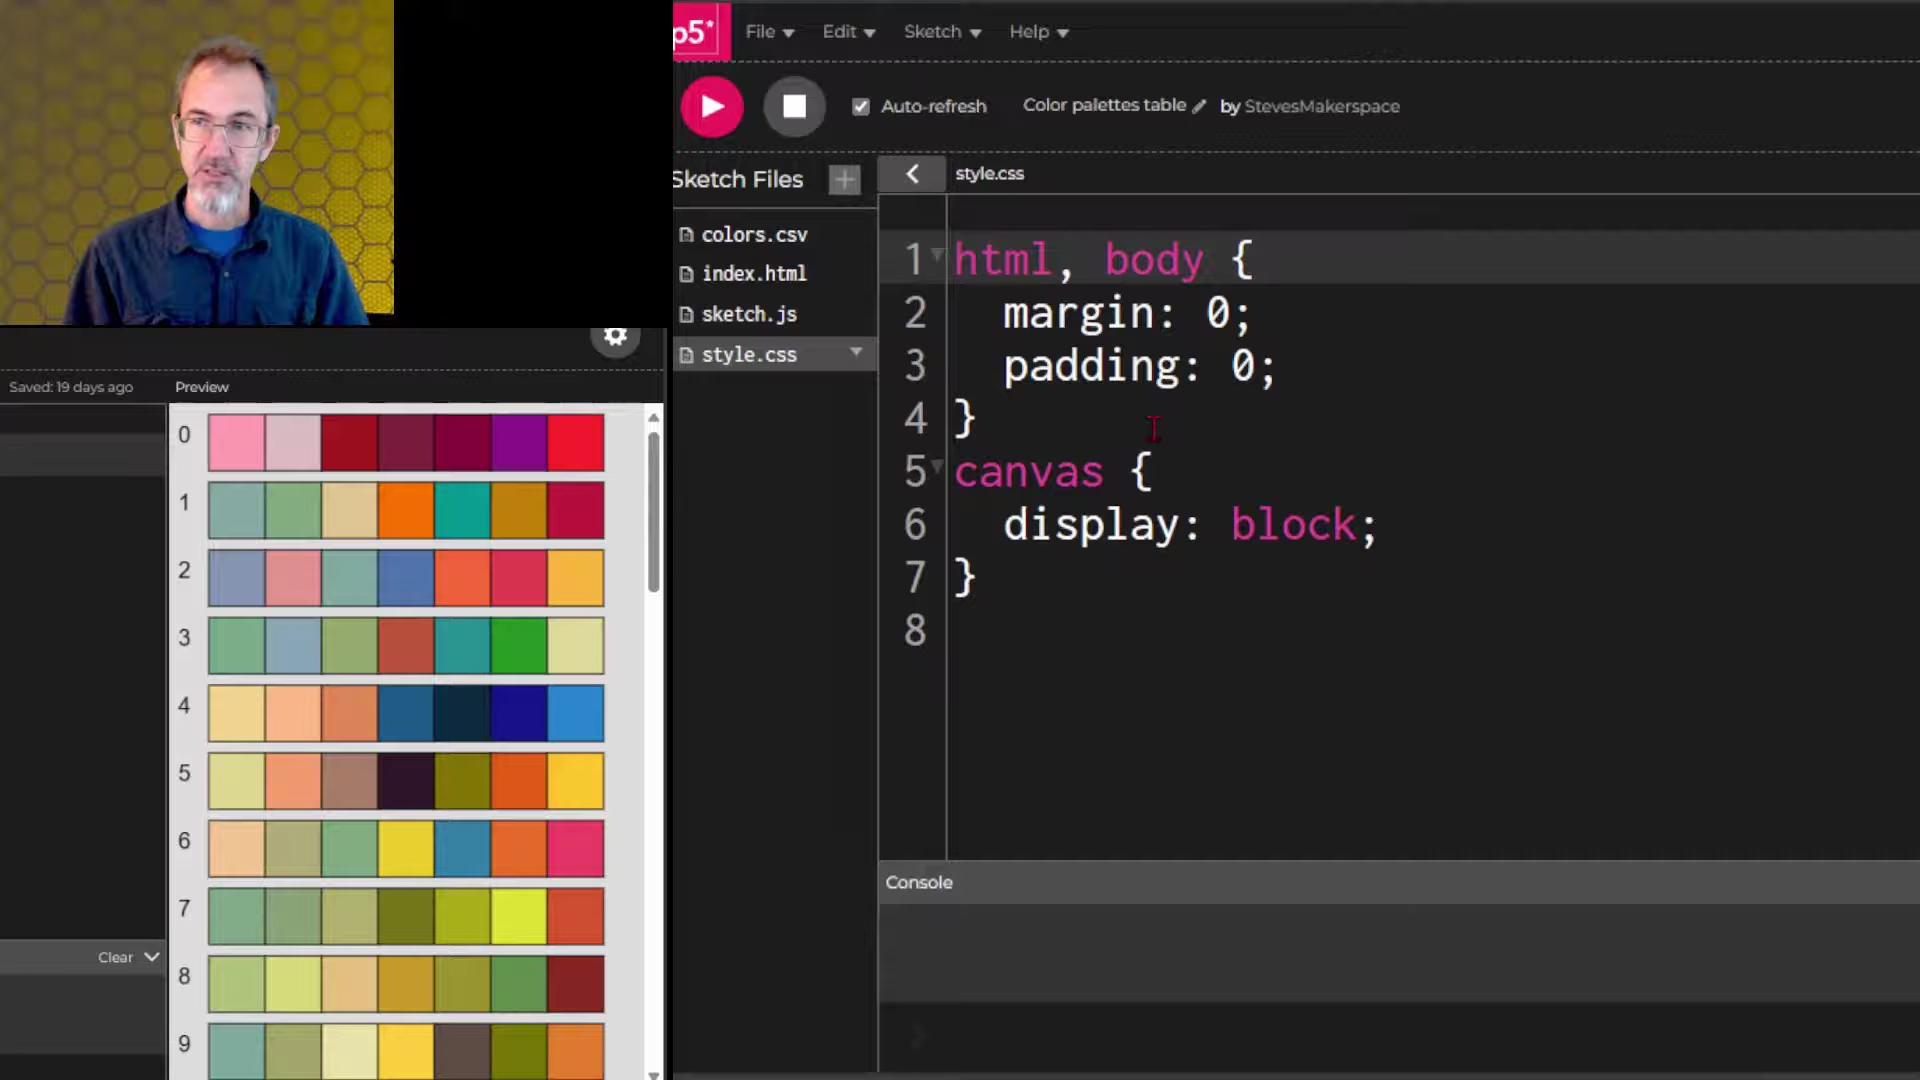 p5*
File
Edit
Sketch
Help
Auto-refresh
Color palettes table
by StevesMakerspace
Sketch Files
+
style.css
colors.csv
index.html
sketch.js
style.css
1 html, body {
2 margin: 0;
3 padding: 0;
4 }
5 canvas {
6 display: block;
7 }
8
Console
Saved: 19 days ago
Preview
0
1
2
3
4
5
6
7
8
9
Clear